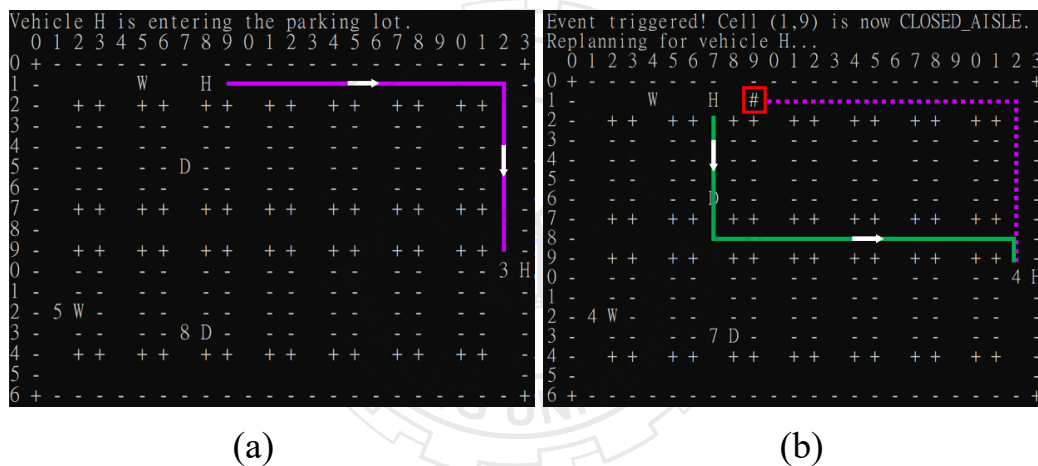 Vehicle H is entering the parking lot.
0 1 2 3 4 5 6 7 8 9 0 1 2 3 4 5 6 7 8 9 0 1 2 3
0 + - - - - - - - - - - - - - - - - - - - - - - +
1 - W H -
2 - + + + + + + + + + + + + + + -
3 - - - - - - - - - - - - - - - -
4 - - - - - - - - - - - - - - - -
5 - - - - - D - - - - - - - - - - -
6 - - - - - - - - - - - - - - - -
7 - + + + + + + + + + + + + + + -
8 - -
9 - + + + + + + + + + + + + + + -
0 - - - - - - - - - - - - - - - 3 H
1 - - - - - - - - - - - - - - - -
2 - 5 W - - - - - - - - - - - - - -
3 - - - - - 8 D - - - - - - - - - -
4 - + + + + + + + + + + + + + + -
5 - -
6 + - - - - - - - - - - - - - - - - - - - - - - +
(a)
Event triggered! Cell (1,9) is now CLOSED_AISLE.
Replanning for vehicle H...
0 1 2 3 4 5 6 7 8 9 0 1 2 3 4 5 6 7 8 9 0 1 2 3
0 + - - - - - - - - - - - - - - - - - - - - - - +
1 - W H # -
2 - + + + + + + + + + + + + + + -
3 - - - - - - - - - - - - - - - -
4 - - - - - - - - - - - - - - - -
5 - - - - - - - - - - - - - - - -
6 - - - - - D - - - - - - - - - - -
7 - + + + + + + + + + + + + + + -
8 - -
9 - + + + + + + + + + + + + + + -
0 - - - - - - - - - - - - - - - 4 H
1 - - - - - - - - - - - - - - - -
2 - 4 W - - - - - - - - - - - - - -
3 - - - - - 7 D - - - - - - - - - -
4 - + + + + + + + + + + + + + + -
5 - -
6 + - - - - - - - - - - - - - - - - - - - - - - +
(b)